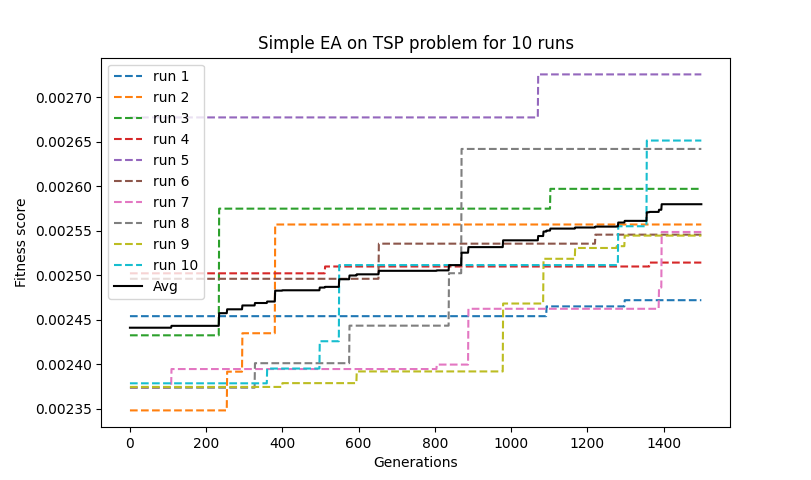 Simple EA on TSP problem for 10 runs
Fitness score
0.00270
0.00265
0.00260
0.00255
0.00250
0.00245
0.00240
0.00235
run 1
run 2
run 3
run 4
run 5
run 6
run 7
run 8
run 9
run 10
Avg
0 200 400 600 800 1000 1200 1400
Generations